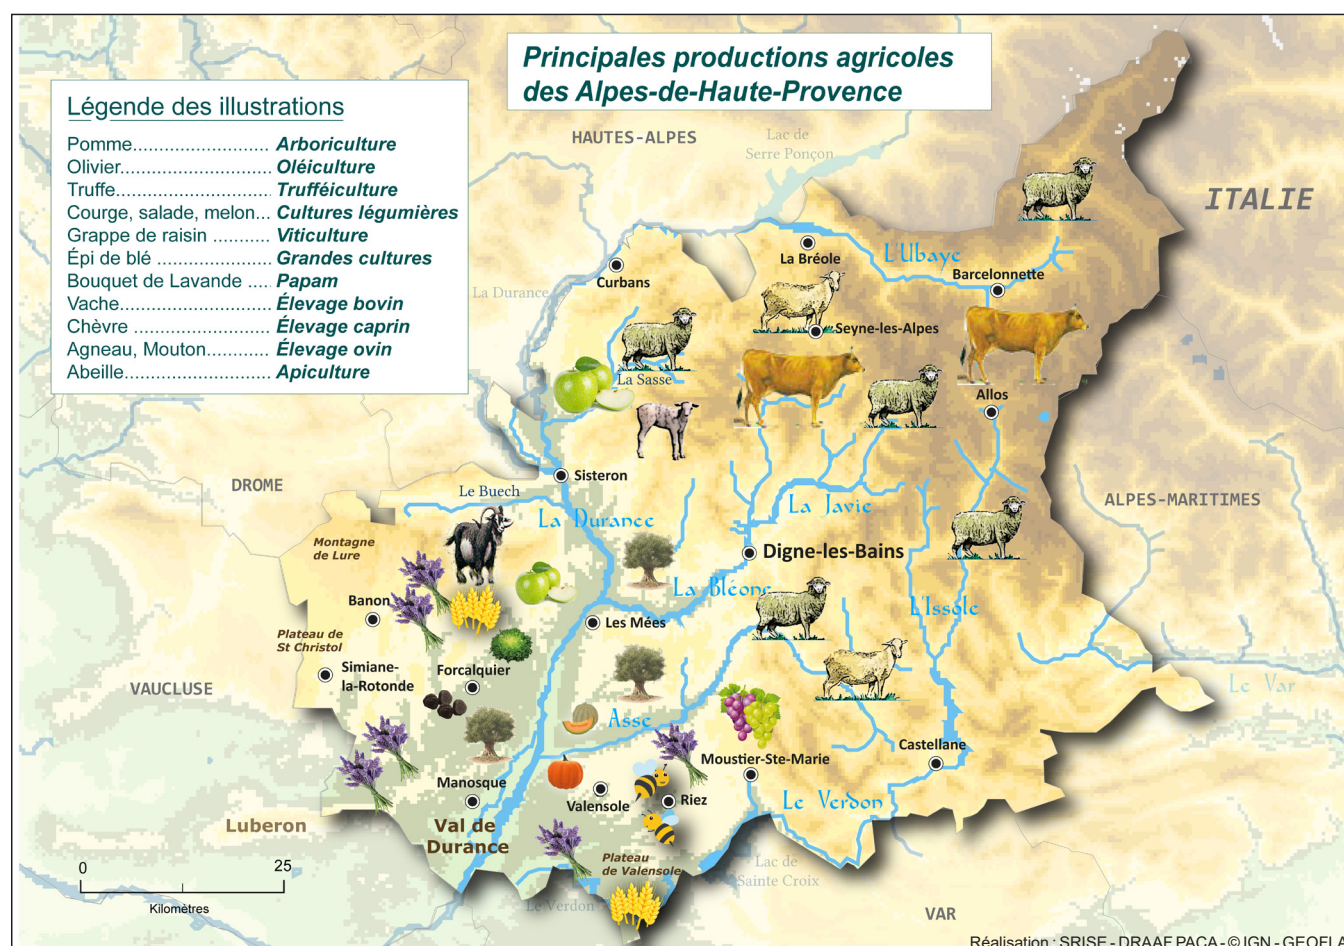 Principales productions agricoles
des Alpes-de-Haute-Provence
Légende des illustrations
Pomme.......................... Arboriculture
Olivier............................. Oléiculture
Truffe.............................. Trufféiculture
Courge, salade, melon... Cultures légumières
Grappe de raisin ........... Viticulture
Épi de blé ....................... Grandes cultures
Bouquet de Lavande ..... Papam
Vache............................. Élevage bovin
Chèvre .......................... Élevage caprin
Agneau, Mouton............ Élevage ovin
Abeille............................ Apiculture
HAUTES-ALPES
Lac de
Serre Ponçon
ITALIE
La Bréole
L'Ubaye
Barcelonnette
Curbans
La Durance
Seyne-les-Alpes
La Sasse
Allos
Sisteron
DROME
Le Buech
La Durance
La Javie
ALPES-MARITIMES
Montagne
de Lure
Digne-les-Bains
La Bléone
L'Issole
Banon
Les Mées
Plateau de
St Christol
Simiane-
la-Rotonde
Forcalquier
VAUCLUSE
Le Var
Asse
Moustier-Ste-Marie
Castellane
Manosque
Valensole
Riez
Le Verdon
Luberon
Val de
Durance
Plateau
de Valensole
Lac de
Sainte Croix
0
25
Kilomètres
Le Verdon
VAR
Réalisation : SRISE - DRAAF PACA - © IGN - GEOFLA